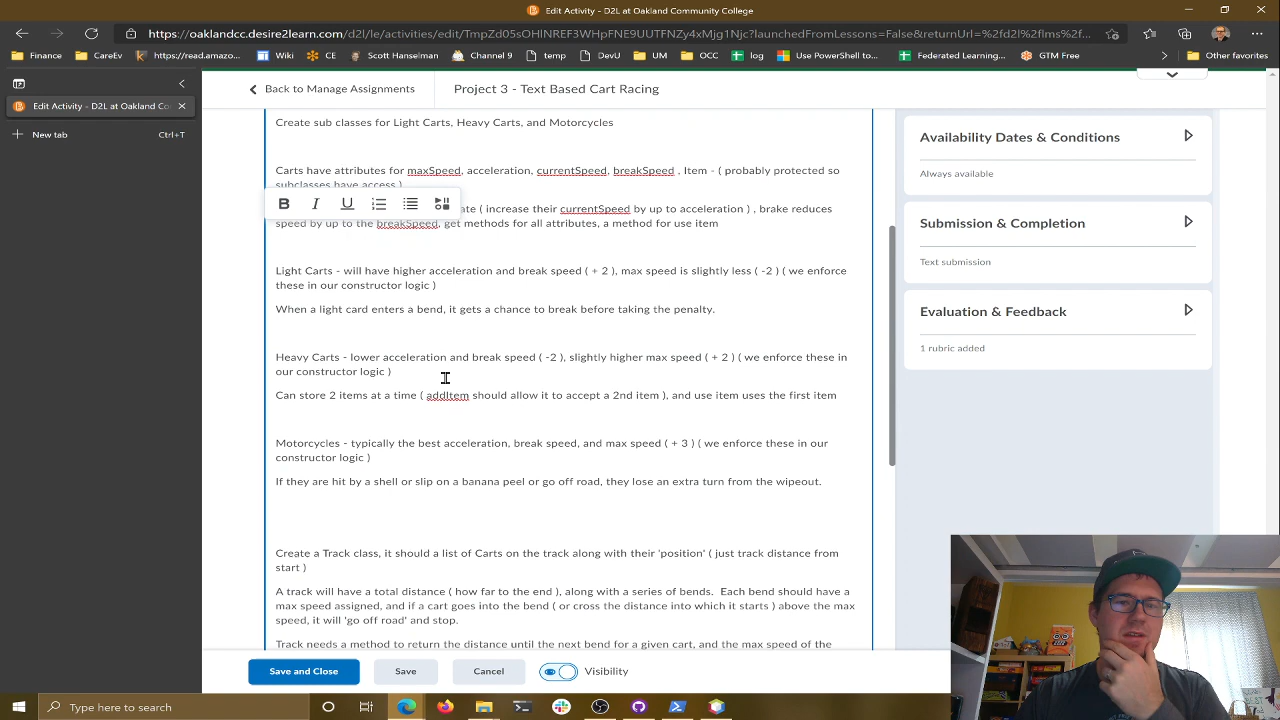 Edit Activity - D2L at Oakland Community College
https://oaklandcc.desire2learn.com/d2l/le/activities/edit/TmpZd05sOHlNREF3WHpFNE9UUTFNZy4xMjg1Njc?launchedFromLessons=False&returnUrl=%2fd2l%2flms%2f...
Finance
CareEv
https://read.amazo...
Wiki
CE
Scott Hanselman
Channel 9
temp
DevU
UM
OCC
log
Use PowerShell to...
Federated Learning...
GTM Free
Other favorites
Edit Activity - D2L at Oakland Co
New tab
Ctrl+T
Back to Manage Assignments
Project 3 - Text Based Cart Racing
Create sub classes for Light Carts, Heavy Carts, and Motorcycles
Carts have attributes for maxSpeed, acceleration, currentSpeed, breakSpeed , Item - ( probably protected so
subclasses have access )
ate ( increase their currentSpeed by up to acceleration ) , brake reduces
speed by up to the breakSpeed, get methods for all attributes, a method for use item
Light Carts - will have higher acceleration and break speed ( + 2 ), max speed is slightly less ( -2 ) ( we enforce
these in our constructor logic )
When a light card enters a bend, it gets a chance to break before taking the penalty.
Heavy Carts - lower acceleration and break speed ( -2 ), slightly higher max speed ( + 2 ) ( we enforce these in
our constructor logic )
Can store 2 items at a time ( addItem should allow it to accept a 2nd item ), and use item uses the first item
Motorcycles - typically the best acceleration, break speed, and max speed ( + 3 ) ( we enforce these in our
constructor logic )
If they are hit by a shell or slip on a banana peel or go off road, they lose an extra turn from the wipeout.
Create a Track class, it should a list of Carts on the track along with their 'position' ( just track distance from
start )
A track will have a total distance ( how far to the end ), along with a series of bends. Each bend should have a
max speed assigned, and if a cart goes into the bend ( or cross the distance into which it starts ) above the max
speed, it will 'go off road' and stop.
Track needs a method to return the distance until the next bend for a given cart, and the max speed of the
Availability Dates & Conditions
Always available
Submission & Completion
Text submission
Evaluation & Feedback
1 rubric added
Save and Close
Save
Cancel
Visibility
Type here to search